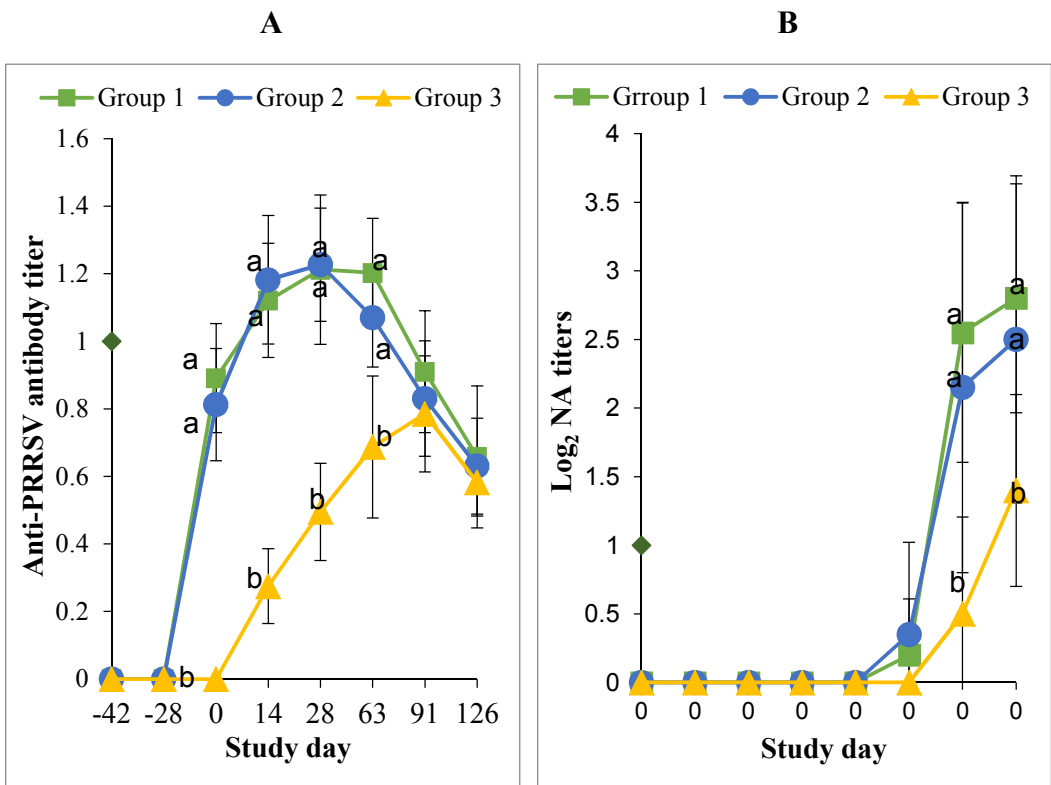 A
Group 1 Group 2 Group 3
1.6
1.4
1.2
1
0.8
0.6
0.4
0.2
0
Anti-PRRSV antibody titer
a
a
a
a
a
a
a
a
b
b
b
b
-42 -28 0 14 28 63 91 126
Study day
B
Grroup 1 Group 2 Group 3
4
3.5
3
2.5
2
1.5
1
0.5
0
Log₂ NA titers
a
a
a
a
b
b
0 0 0 0 0 0 0 0
Study day